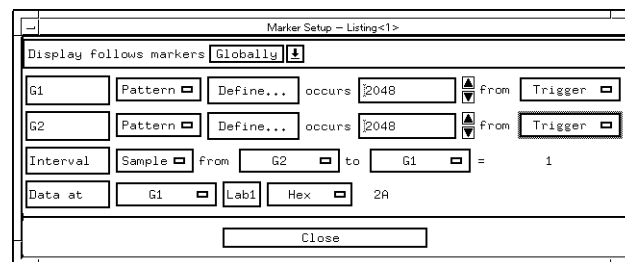 Marker Setup — Listing<1>
Display follows markers Globally
G1 Pattern Define... occurs 2048 from Trigger
G2 Pattern Define... occurs 2048 from Trigger
Interval Sample from G2 to G1 = 1
Data at G1 Lab1 Hex 2A
Close